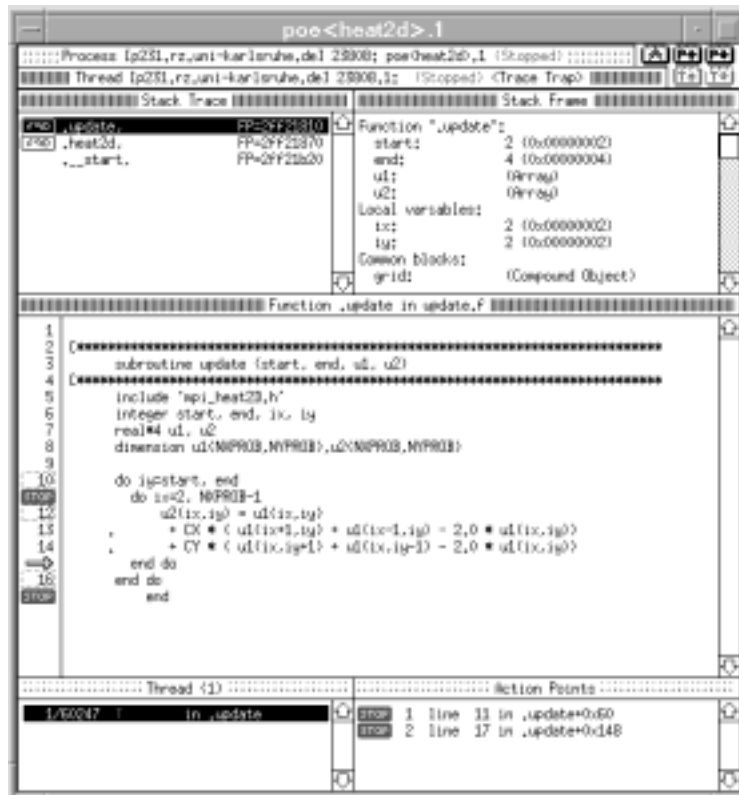 poe<heat2d>.1
Process [p231.rz.uni-karlsruhe.de] 23808: poe<heat2d>.1 (Stopped)
Thread [p231.rz.uni-karlsruhe.de] 23808.1: (Stopped) <Trace Trap>
Stack Trace
.update. FP=2ff21810
.heat2d. FP=2ff21870
.__start. FP=2ff21b20
Stack Frame
Function ".update":
start: 2 (0x00000002)
end: 4 (0x00000004)
u1: (Array)
u2: (Array)
Local variables:
ix: 2 (0x00000002)
iy: 2 (0x00000002)
Common blocks:
grid: (Compound Object)
Function .update in update.f
1
2 C**********************************************************************
3 subroutine update (start, end, u1, u2)
4 C**********************************************************************
5 include 'mpi_heat2D.h'
6 integer start, end, ix, iy
7 real*4 u1, u2
8 dimension u1(NXPROB,NYPROB),u2(NXPROB,NYPROB)
9
10 do iy=start, end
STOP do ix=2, NXPROB-1
12 u2(ix,iy) = u1(ix,iy)
13 . + CX * ( u1(ix+1,iy) + u1(ix-1,iy) - 2.0 * u1(ix,iy))
14 . + CY * ( u1(ix,iy+1) + u1(ix,iy-1) - 2.0 * u1(ix,iy))
end do
16 end do
STOP end
Thread (1)
1/60247 T in .update
Action Points
STOP 1 line 11 in .update+0x60
STOP 2 line 17 in .update+0x148